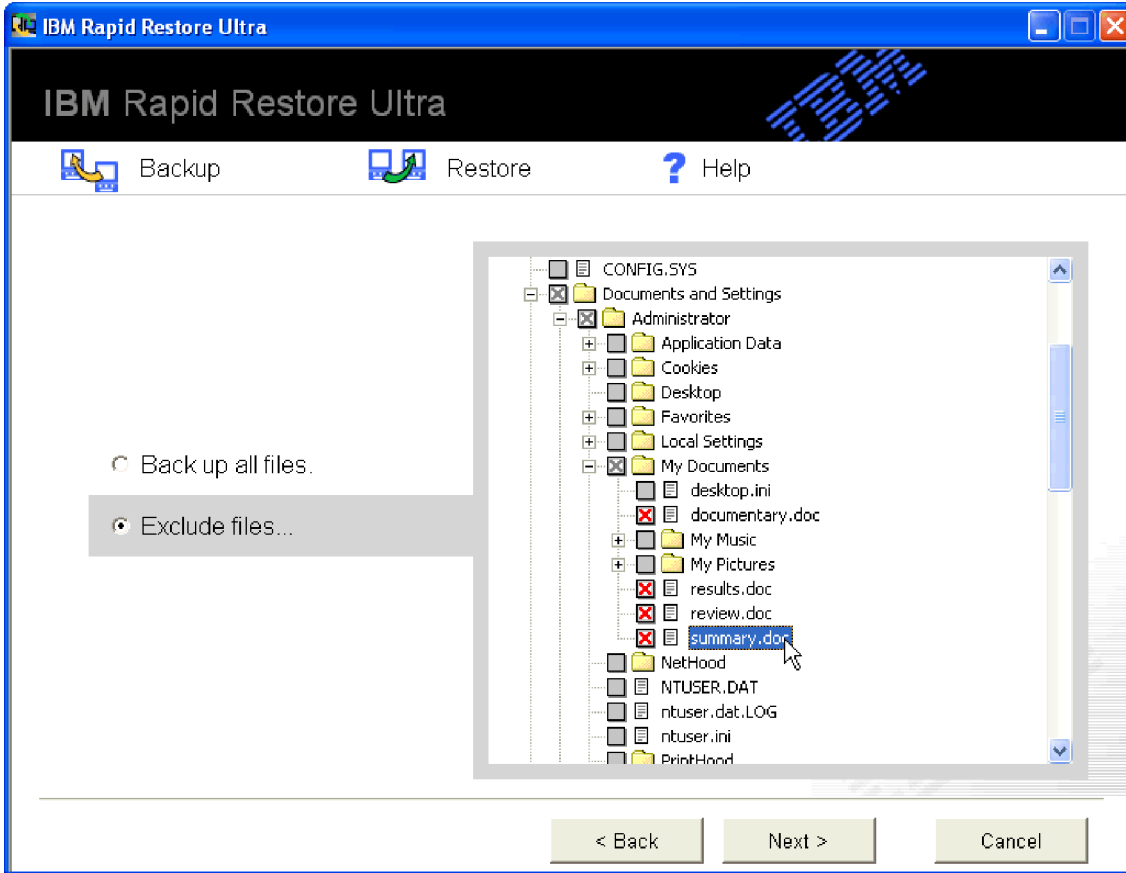 IBM Rapid Restore Ultra
IBM Rapid Restore Ultra
IBM
Backup
Restore
? Help
CONFIG.SYS
Documents and Settings
Administrator
Application Data
Cookies
Desktop
Favorites
Local Settings
My Documents
desktop.ini
documentary.doc
My Music
My Pictures
results.doc
review.doc
summary.doc
NetHood
NTUSER.DAT
ntuser.dat.LOG
ntuser.ini
PrintHood
Back up all files.
Exclude files...
< Back
Next >
Cancel